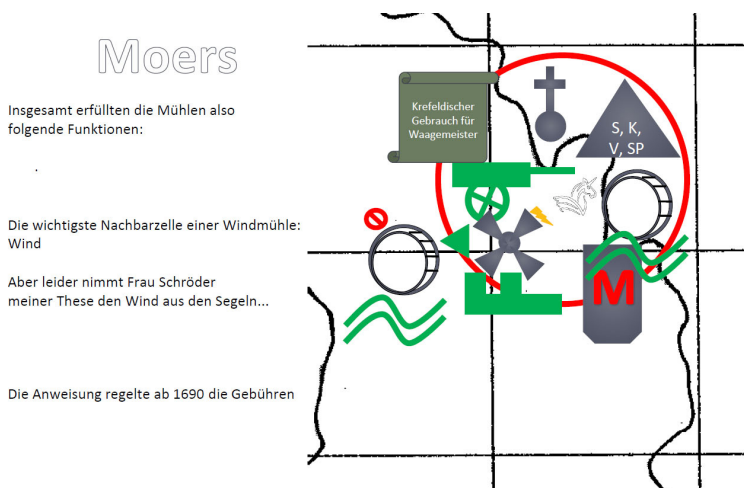 Moers
Insgesamt erfüllten die Mühlen also
folgende Funktionen:
.
Die wichtigste Nachbarzelle einer Windmühle:
Wind
Aber leider nimmt Frau Schröder
meiner These den Wind aus den Segeln...
Die Anweisung regelte ab 1690 die Gebühren
Krefeldischer
Gebrauch für
Waagemeister
S, K,
V, SP
M